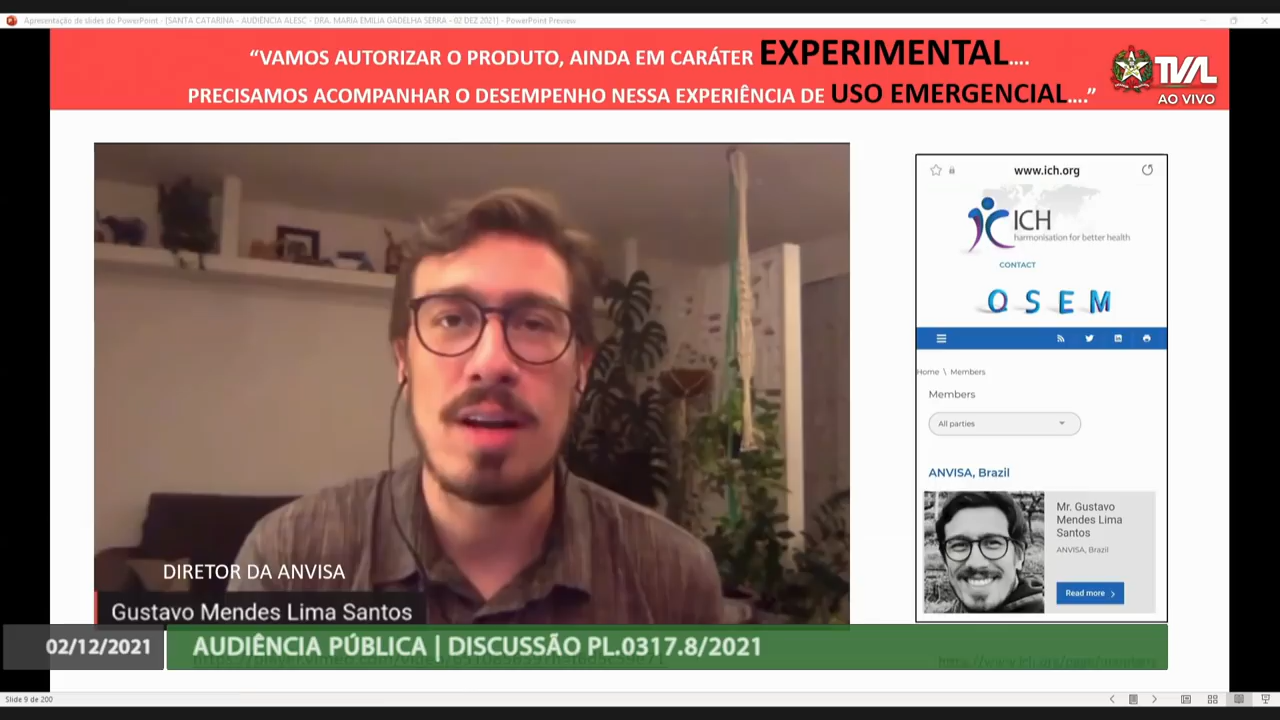 Apresentação de slides do PowerPoint - [SANTA CATARINA - AUDIÊNCIA ALESC - DRA. MARIA EMILIA GADELHA SERRA - 02 DEZ 2021] - PowerPoint Preview
“VAMOS AUTORIZAR O PRODUTO, AINDA EM CARÁTER EXPERIMENTAL....
PRECISAMOS ACOMPANHAR O DESEMPENHO NESSA EXPERIÊNCIA DE USO EMERGENCIAL....”
TVAL
AO VIVO
www.ich.org
ICH
harmonisation for better health
CONTACT
O S E M
Home \ Members
Members
All parties
ANVISA, Brazil
Mr. Gustavo
Mendes Lima
Santos
ANVISA, Brazil
Read more
DIRETOR DA ANVISA
Gustavo Mendes Lima Santos
02/12/2021
AUDIÊNCIA PÚBLICA | DISCUSSÃO PL.0317.8/2021
Slide 9 de 200